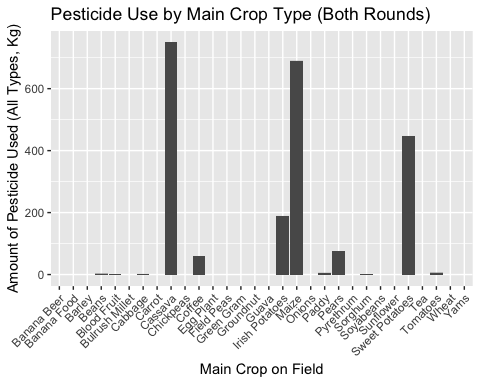 Pesticide Use by Main Crop Type (Both Rounds)
Amount of Pesticide Used (All Types, Kg)
600
400
200
0
Banana Beer
Banana Food
Barley
Beans
Blood Fruit
Bulrush Millet
Cabbage
Carrot
Cassava
Chickpeas
Coffee
Egg Plant
Field Peas
Green Gram
Groundnut
Guava
Irish Potatoes
Maize
Onions
Paddy
Pears
Pyrethrum
Sorghum
Soyabeans
Sunflower
Sweet Potatoes
Tea
Tomatoes
Wheat
Yams
Main Crop on Field